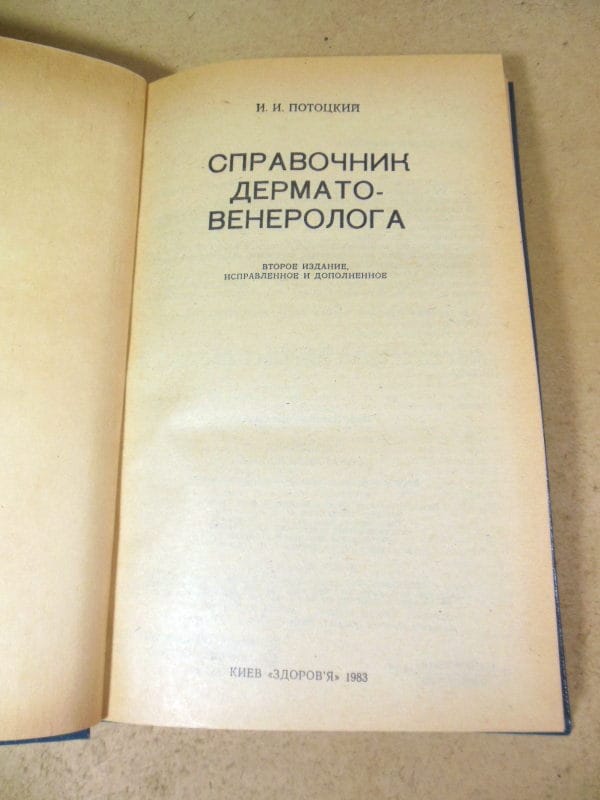 И. И. ПОТОЦКИЙ
СПРАВОЧНИК
ДЕРМАТО-
ВЕНЕРОЛОГА
ВТОРОЕ ИЗДАНИЕ,
ИСПРАВЛЕННОЕ И ДОПОЛНЕННОЕ
КИЕВ «ЗДОРОВ'Я» 1983